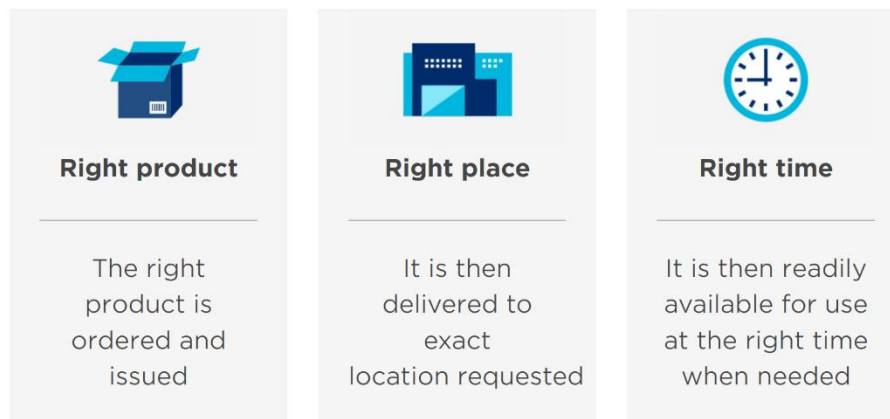 Right product
The right
product is
ordered and
issued
Right place
It is then
delivered to
exact
location requested
Right time
It is then readily
available for use
at the right time
when needed